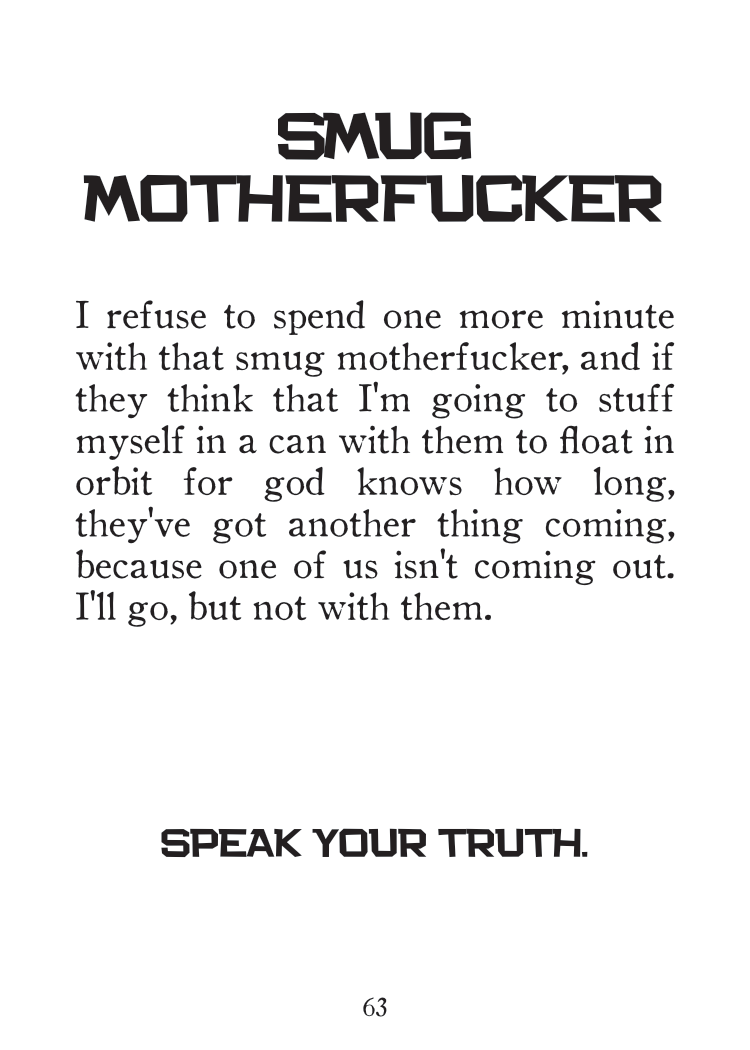 SMUG
MOTHERFUCKER
I refuse to spend one more minute
with that smug motherfucker, and if
they think that I'm going to stuff
myself in a can with them to float in
orbit for god knows how long,
they've got another thing coming,
because one of us isn't coming out.
I'll go, but not with them.
SPEAK YOUR TRUTH.
63